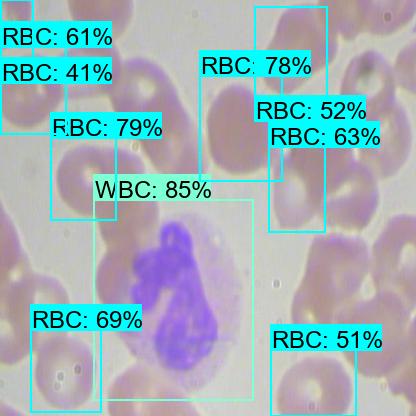 RBC: 61%
RBC: 41%
RBC: 78%
RBC: 52%
RBC: 79%
RBC: 63%
WBC: 85%
RBC: 69%
RBC: 51%